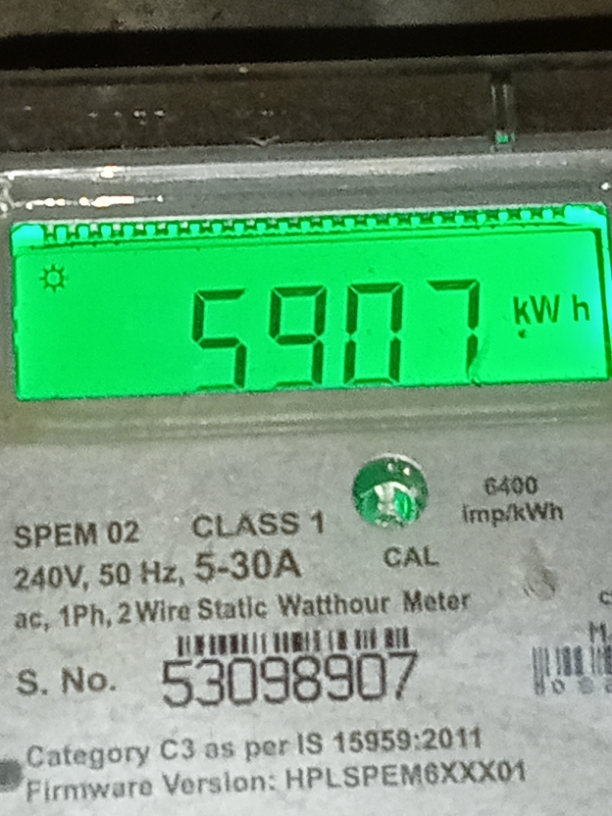 5907 kWh
6400
imp/kWh
SPEM 02 CLASS 1
CAL
240V, 50 Hz, 5-30A
ac, 1Ph, 2 Wire Static Watthour Meter
S. No. 53098907
Category C3 as per IS 15959:2011
Firmware Version: HPLSPEM6XXX01